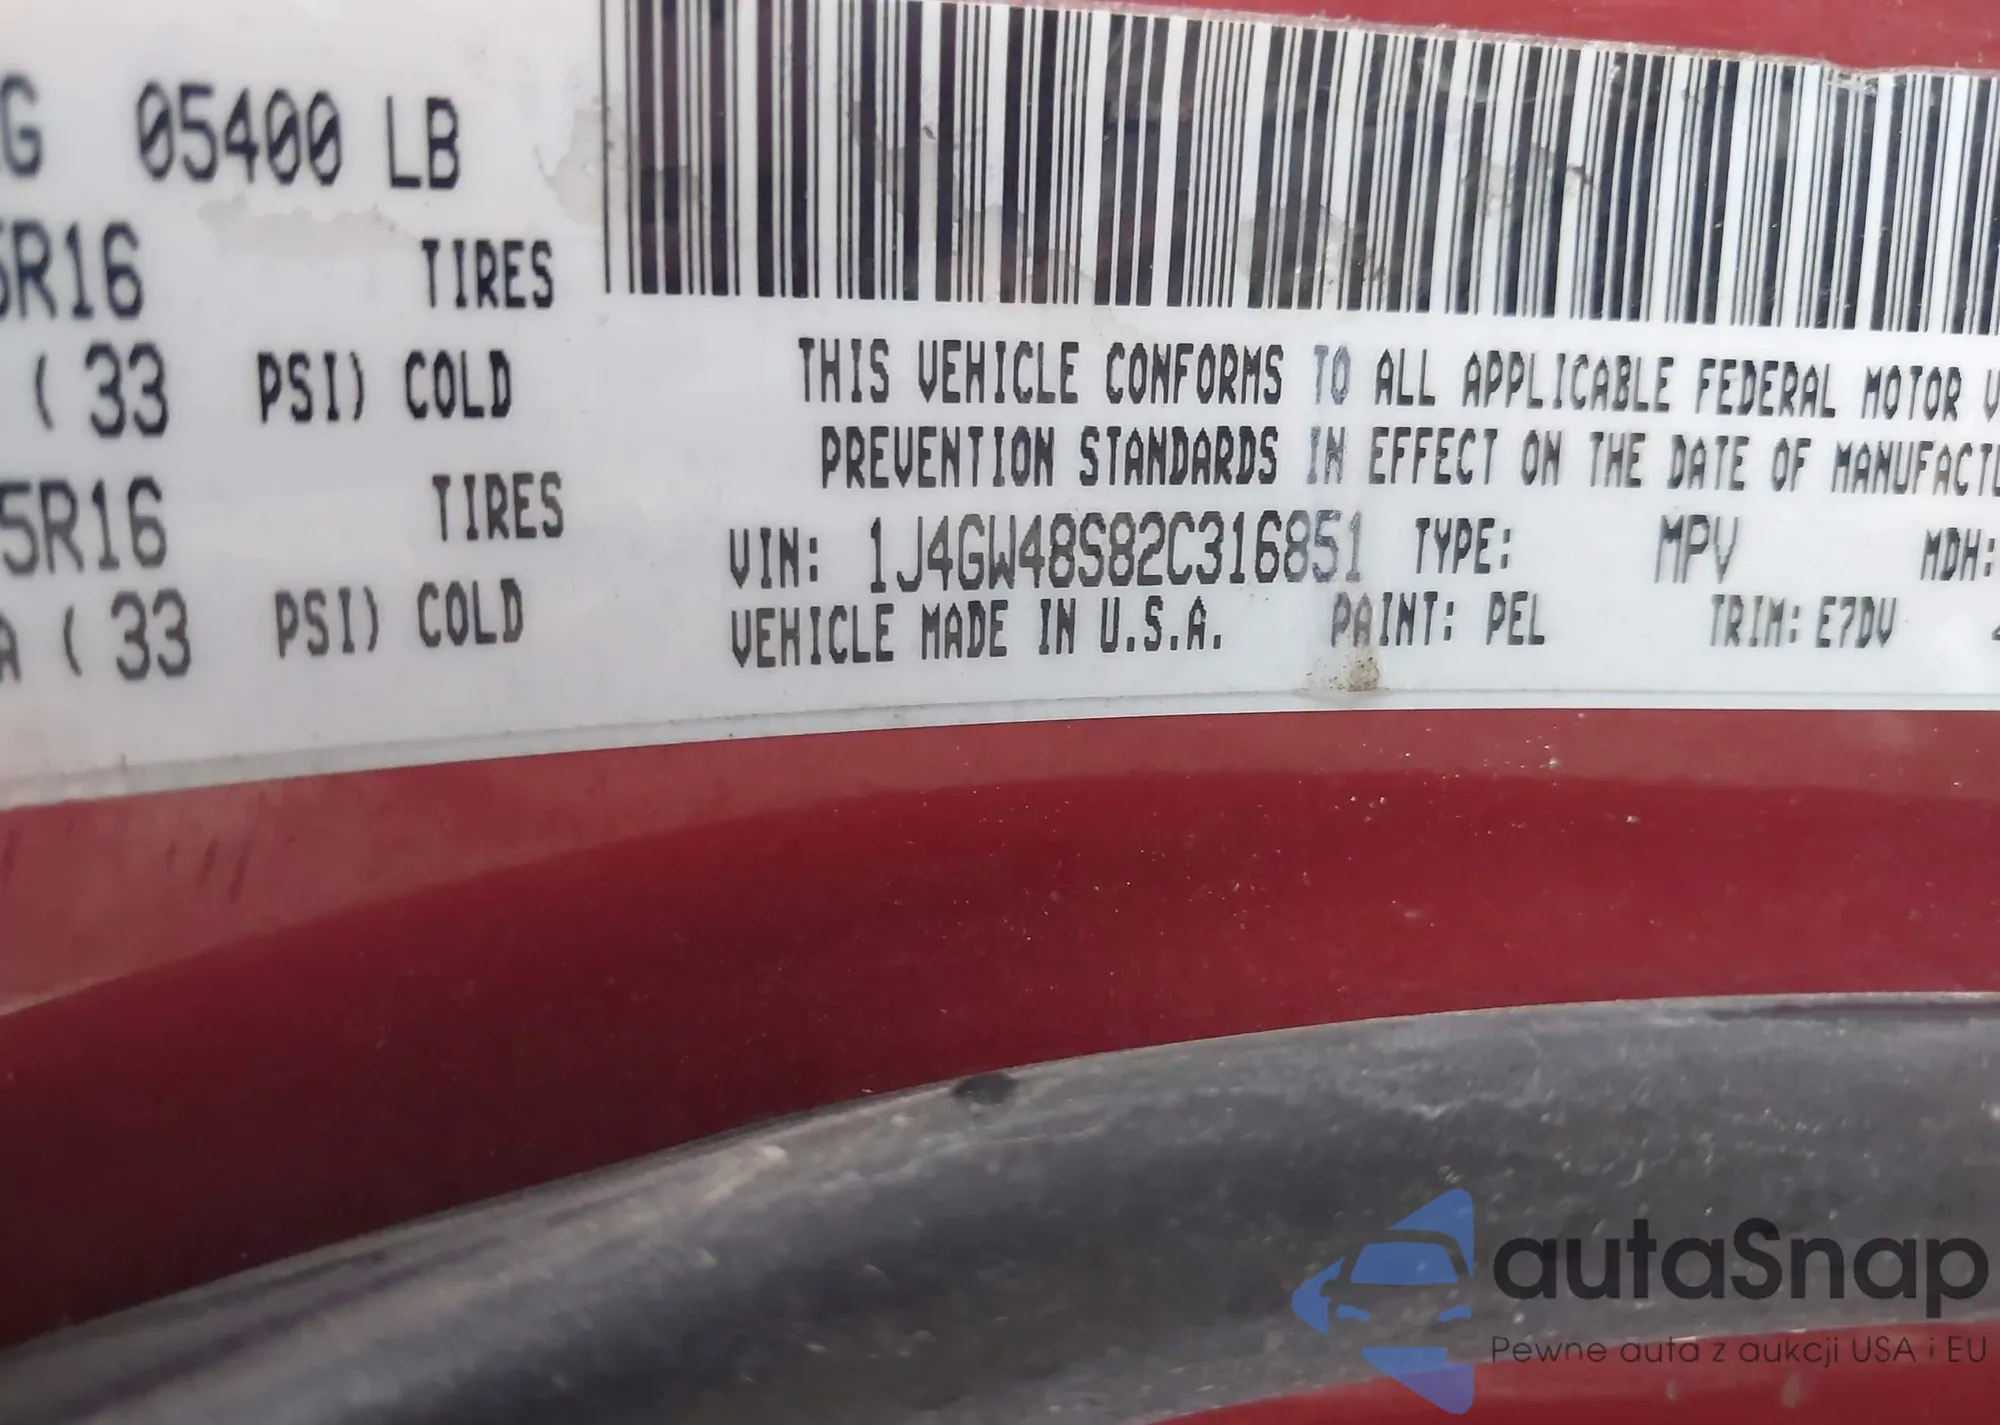 G 05400 LB
5R16 TIRES
( 33 PSI) COLD
5R16 TIRES
A ( 33 PSI) COLD
THIS VEHICLE CONFORMS TO ALL APPLICABLE FEDERAL MOTOR V
PREVENTION STANDARDS IN EFFECT ON THE DATE OF MANUFACTU
VIN: 1J4GW48S82C316851 TYPE: MPV MDH:
VEHICLE MADE IN U.S.A. PAINT: PEL TRIM: E7DV
autaSnap
Pewne auta z aukcji USA i EU